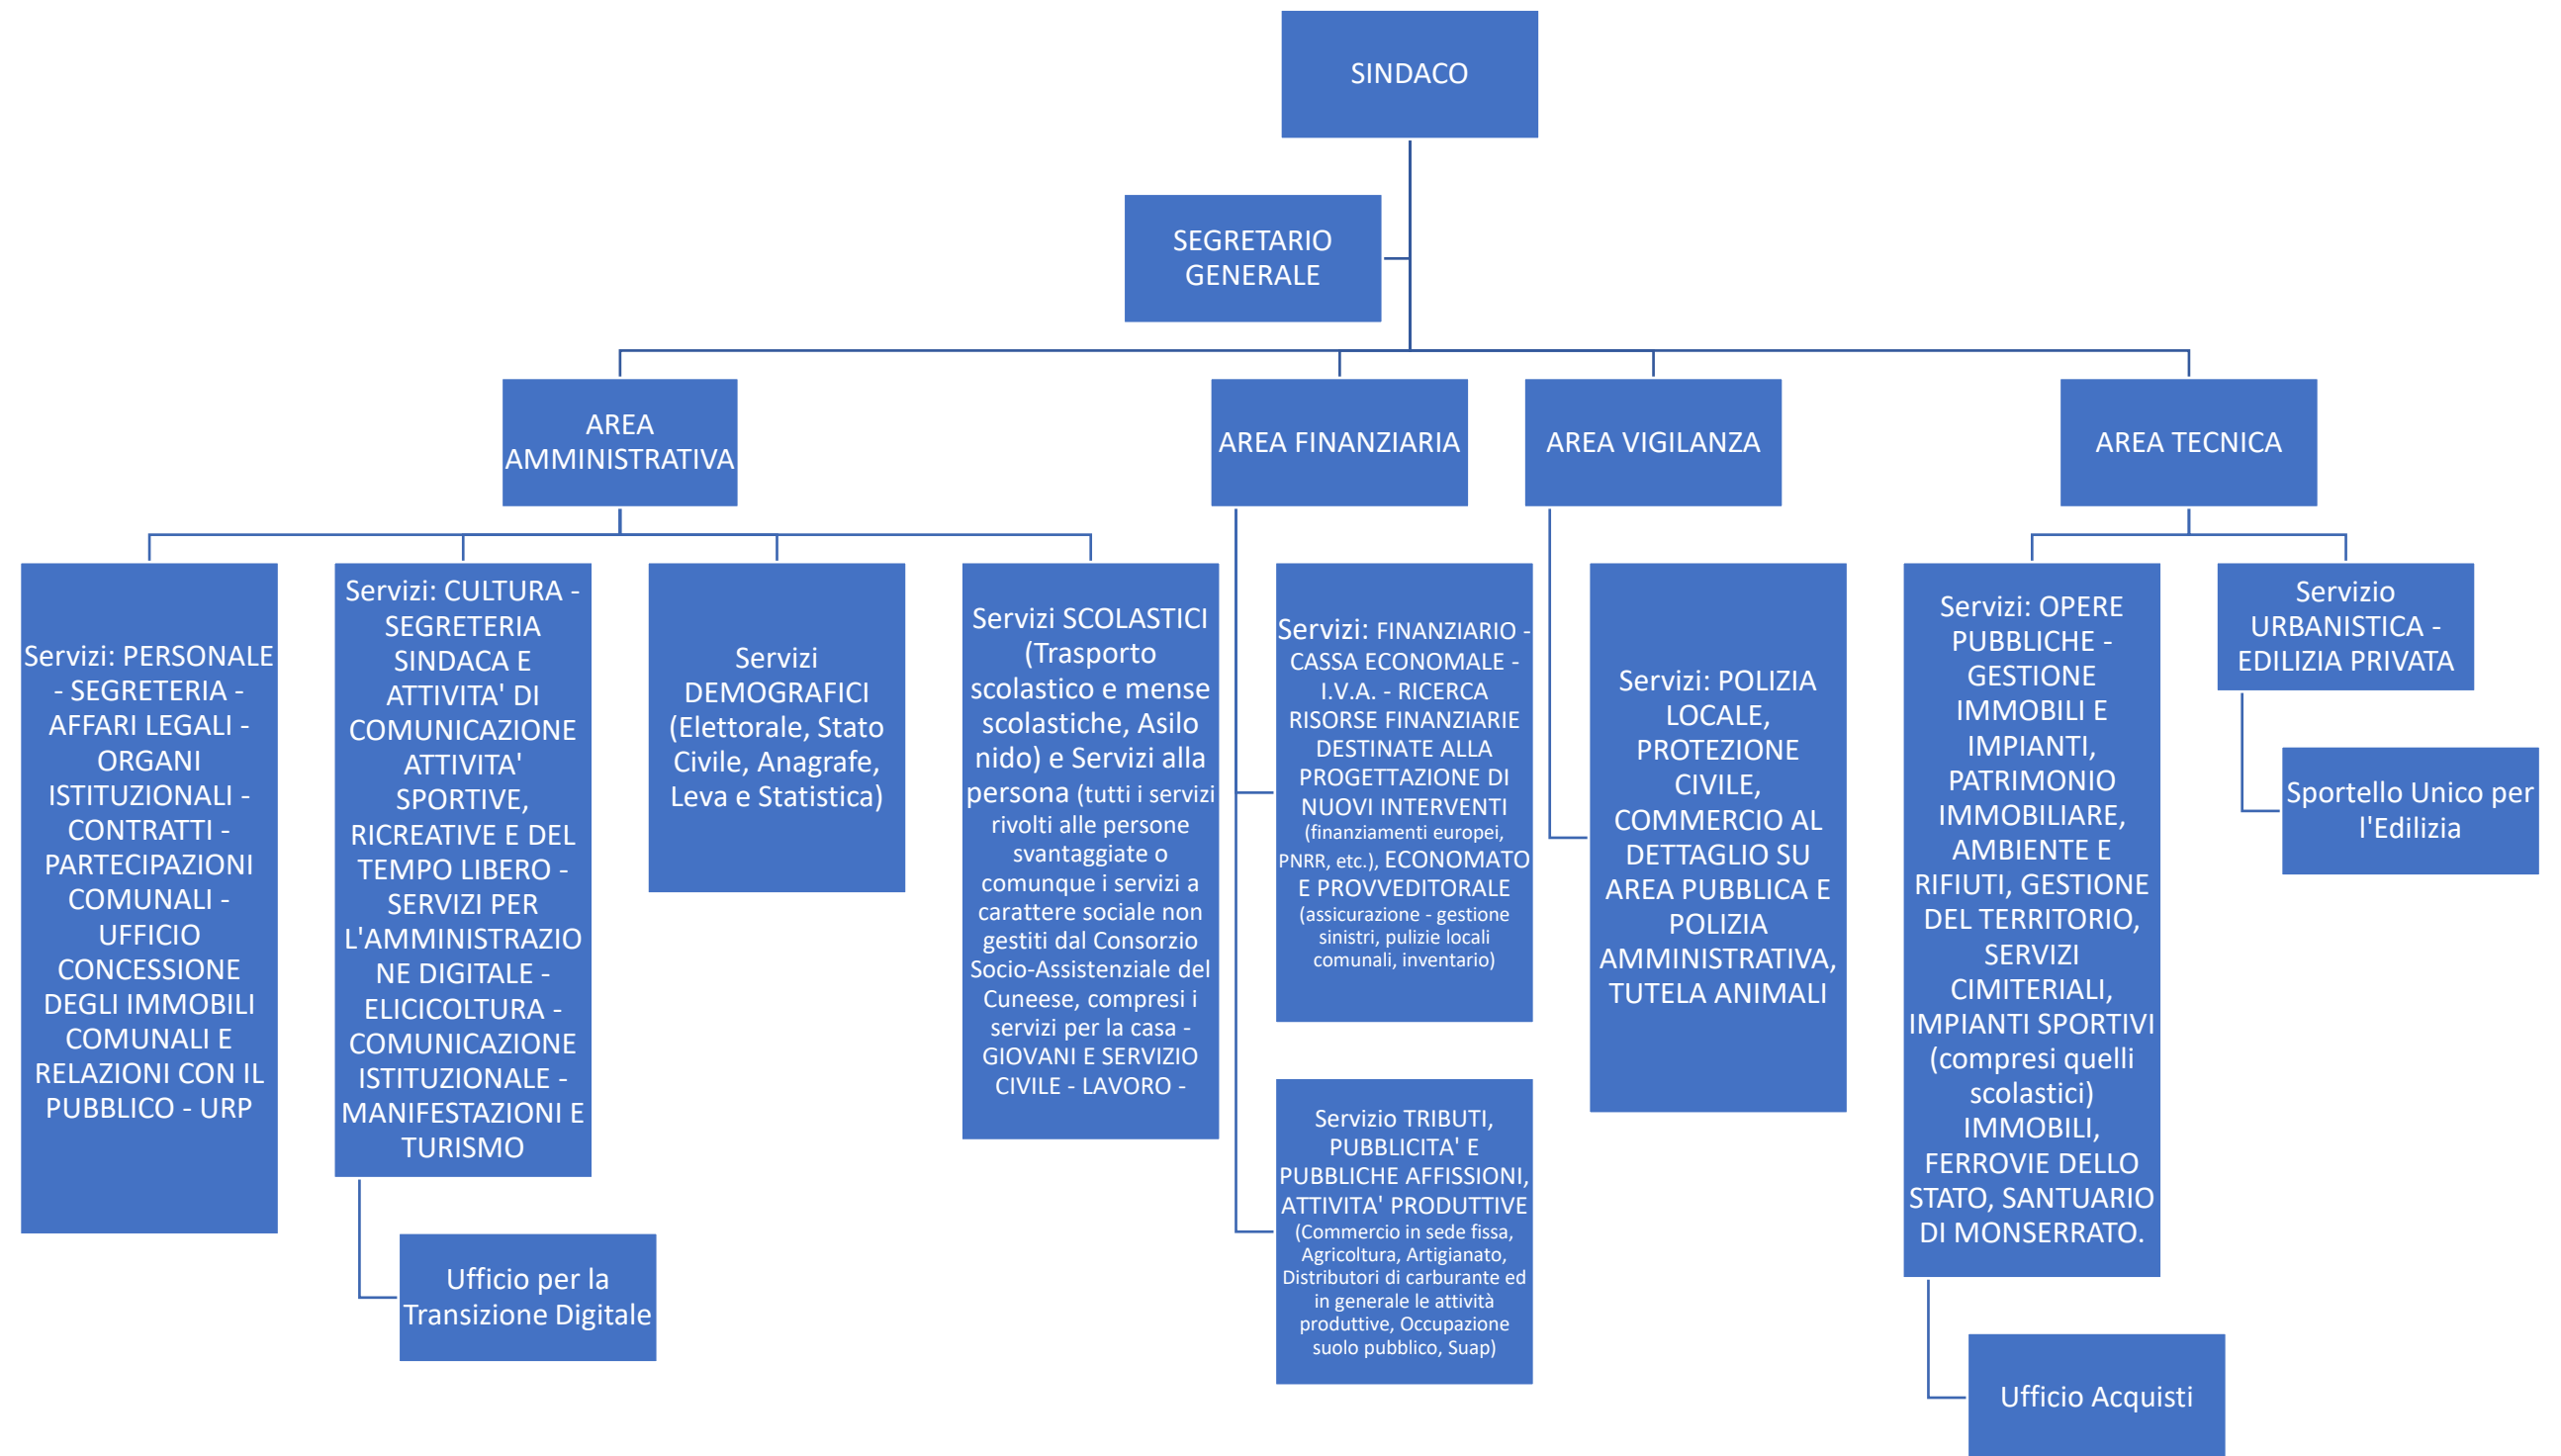 SINDACO
SEGRETARIO
GENERALE
AREA
AMMINISTRATIVA
AREA FINANZIARIA
AREA VIGILANZA
AREA TECNICA
Servizi: PERSONALE
- SEGRETERIA -
AFFARI LEGALI -
ORGANI
ISTITUZIONALI -
CONTRATTI -
PARTECIPAZIONI
COMUNALI -
UFFICIO
CONCESSIONE
DEGLI IMMOBILI
COMUNALI E
RELAZIONI CON IL
PUBBLICO - URP
Servizi: CULTURA -
SEGRETERIA
SINDACA E
ATTIVITA' DI
COMUNICAZIONE
ATTIVITA'
SPORTIVE,
RICREATIVE E DEL
TEMPO LIBERO -
SERVIZI PER
L'AMMINISTRAZIO
NE DIGITALE -
ELICICOLTURA -
COMUNICAZIONE
ISTITUZIONALE -
MANIFESTAZIONI E
TURISMO
Ufficio per la
Transizione Digitale
Servizi
DEMOGRAFICI
(Elettorale, Stato
Civile, Anagrafe,
Leva e Statistica)
Servizi SCOLASTICI
(Trasporto
scolastico e mense
scolastiche, Asilo
nido) e Servizi alla
persona (tutti i servizi
rivolti alle persone
svantaggiate o
comunque i servizi a
carattere sociale non
gestiti dal Consorzio
Socio-Assistenziale del
Cuneese, compresi i
servizi per la casa -
GIOVANI E SERVIZIO
CIVILE - LAVORO -
Servizi: FINANZIARIO -
CASSA ECONOMALE -
I.V.A. - RICERCA
RISORSE FINANZIARIE
DESTINATE ALLA
PROGETTAZIONE DI
NUOVI INTERVENTI
(finanziamenti europei,
PNRR, etc.), ECONOMATO
E PROVVEDITORALE
(assicurazione - gestione
sinistri, pulizie locali
comunali, inventario)
Servizio TRIBUTI,
PUBBLICITA' E
PUBBLICHE AFFISSIONI,
ATTIVITA' PRODUTTIVE
(Commercio in sede fissa,
Agricoltura, Artigianato,
Distributori di carburante ed
in generale le attività
produttive, Occupazione
suolo pubblico, Suap)
Servizi: POLIZIA
LOCALE,
PROTEZIONE
CIVILE,
COMMERCIO AL
DETTAGLIO SU
AREA PUBBLICA E
POLIZIA
AMMINISTRATIVA,
TUTELA ANIMALI
Servizi: OPERE
PUBBLICHE -
GESTIONE
IMMOBILI E
IMPIANTI,
PATRIMONIO
IMMOBILIARE,
AMBIENTE E
RIFIUTI, GESTIONE
DEL TERRITORIO,
SERVIZI
CIMITERIALI,
IMPIANTI SPORTIVI
(compresi quelli
scolastici)
IMMOBILI,
FERROVIE DELLO
STATO, SANTUARIO
DI MONSERRATO.
Ufficio Acquisti
Servizio
URBANISTICA -
EDILIZIA PRIVATA
Sportello Unico per
l'Edilizia